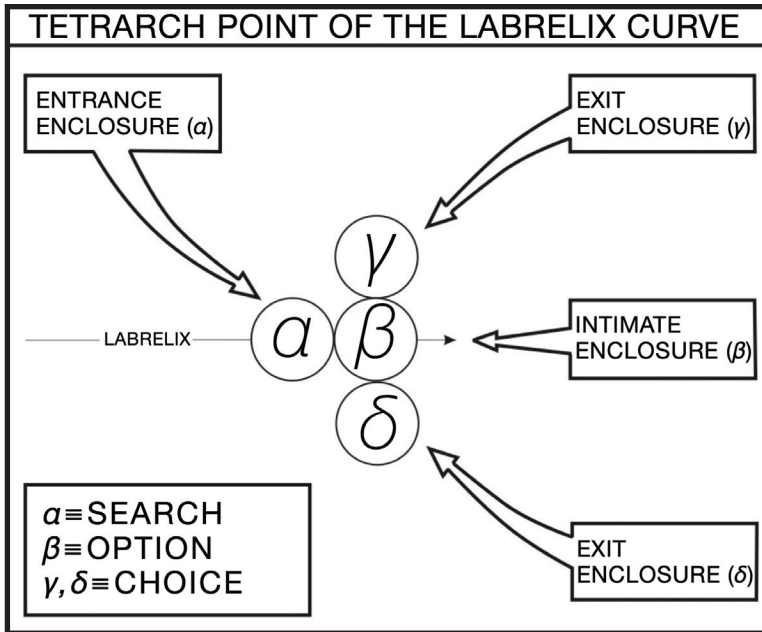 TETRARCH POINT OF THE LABRELIX CURVE
ENTRANCE
ENCLOSURE (α)
EXIT
ENCLOSURE (γ)
γ
LABRELIX
α
β
INTIMATE
ENCLOSURE (β)
δ
α≡SEARCH
β≡OPTION
γ,δ≡CHOICE
EXIT
ENCLOSURE (δ)